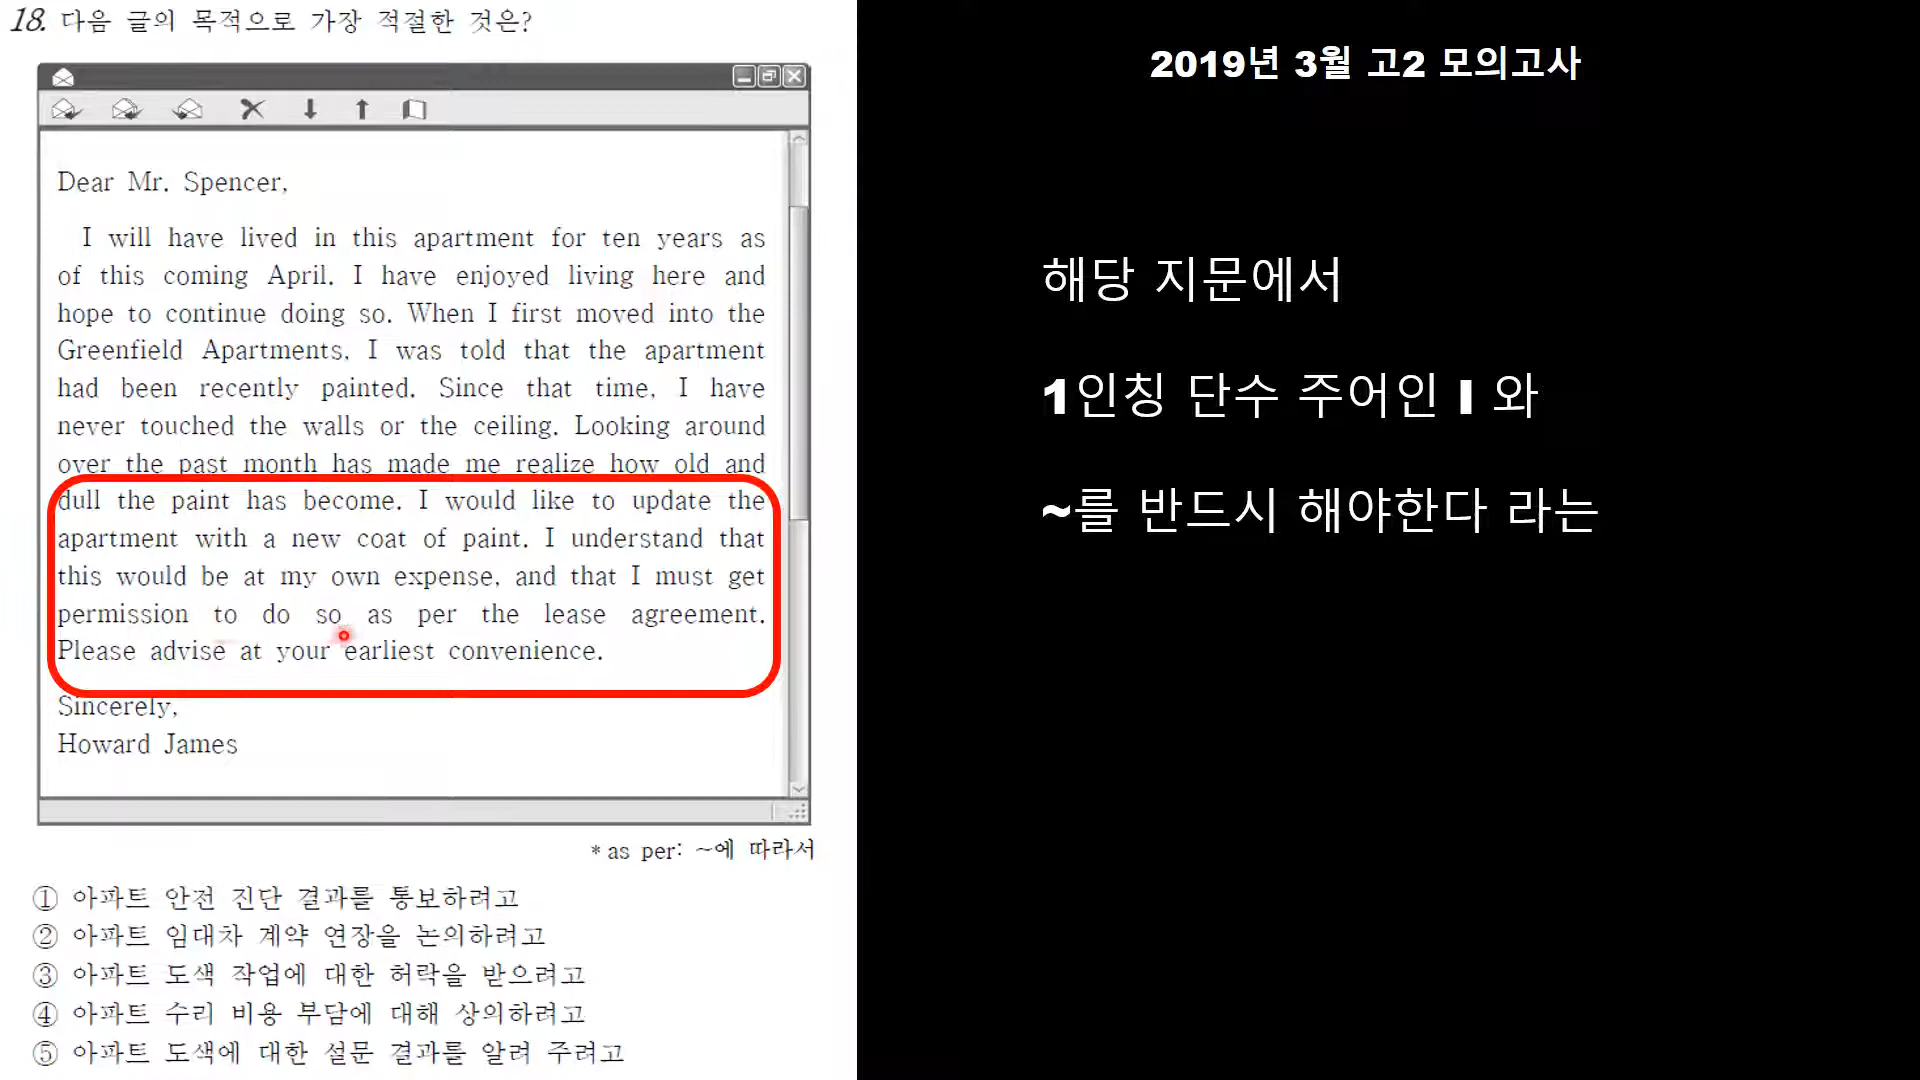 18. 다음 글의 목적으로 가장 적절한 것은?
Dear Mr. Spencer,
I will have lived in this apartment for ten years as
of this coming April. I have enjoyed living here and
hope to continue doing so. When I first moved into the
Greenfield Apartments, I was told that the apartment
had been recently painted. Since that time, I have
never touched the walls or the ceiling. Looking around
over the past month has made me realize how old and
dull the paint has become. I would like to update the
apartment with a new coat of paint. I understand that
this would be at my own expense, and that I must get
permission to do so as per the lease agreement.
Please advise at your earliest convenience.
Sincerely,
Howard James
* as per: ~에 따라서
① 아파트 안전 진단 결과를 통보하려고
② 아파트 임대차 계약 연장을 논의하려고
③ 아파트 도색 작업에 대한 허락을 받으려고
④ 아파트 수리 비용 부담에 대해 상의하려고
⑤ 아파트 도색에 대한 설문 결과를 알려 주려고
2019년 3월 고2 모의고사
해당 지문에서
1인칭 단수 주어인 I 와
~를 반드시 해야한다 라는